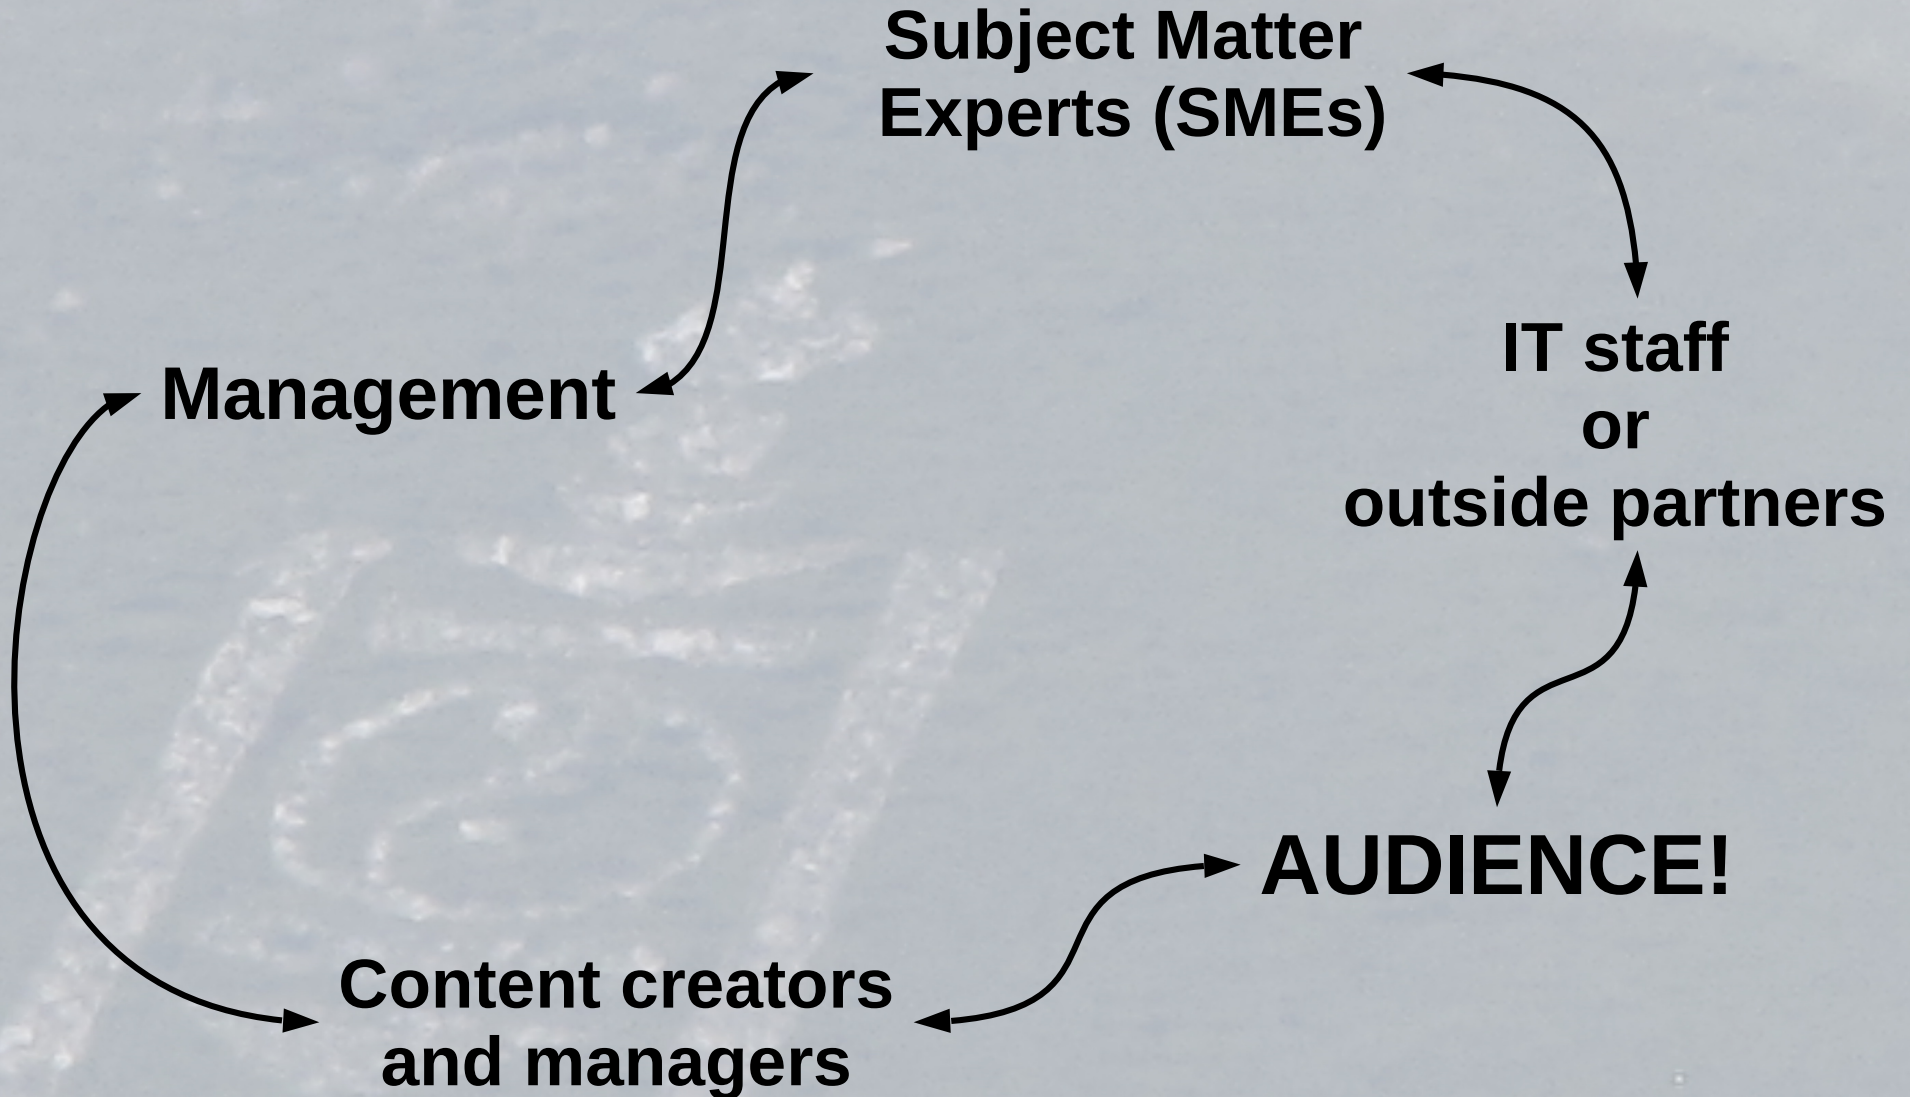 Subject Matter
Experts (SMEs)
Management
IT staff
or
outside partners
AUDIENCE!
Content creators
and managers